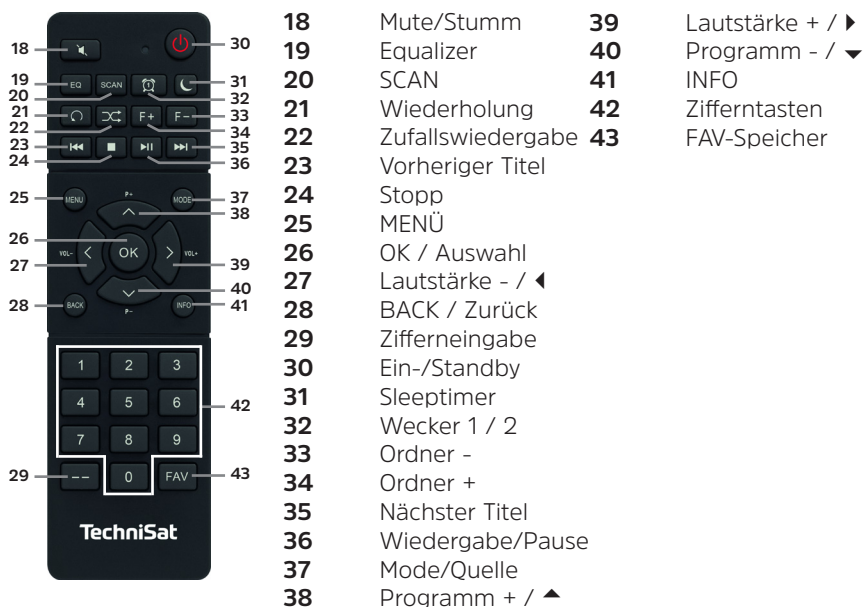 18 Mute/Stumm
19 Equalizer
20 SCAN
21 Wiederholung
22 Zufallswiedergabe
23 Vorheriger Titel
24 Stopp
25 MENÜ
26 OK / Auswahl
27 Lautstärke - / ◀
28 BACK / Zurück
29 Zifferneingabe
30 Ein-/Standby
31 Sleeptimer
32 Wecker 1 / 2
33 Ordner -
34 Ordner +
35 Nächster Titel
36 Wiedergabe/Pause
37 Mode/Quelle
38 Programm + / ▲
39 Lautstärke + / ▶
40 Programm - / ▼
41 INFO
42 Zifferntasten
43 FAV-Speicher
18
30
19
EQ
SCAN
1
31
20
32
21
F+
F-
33
22
34
23
35
24
36
25
MENU
P+
MODE
37
38
26
VOL-
OK
VOL+
27
39
40
28
BACK
P-
INFO
41
1 2 3
4 5 6
42
7 8 9
29
--
0
FAV
43
TechniSat